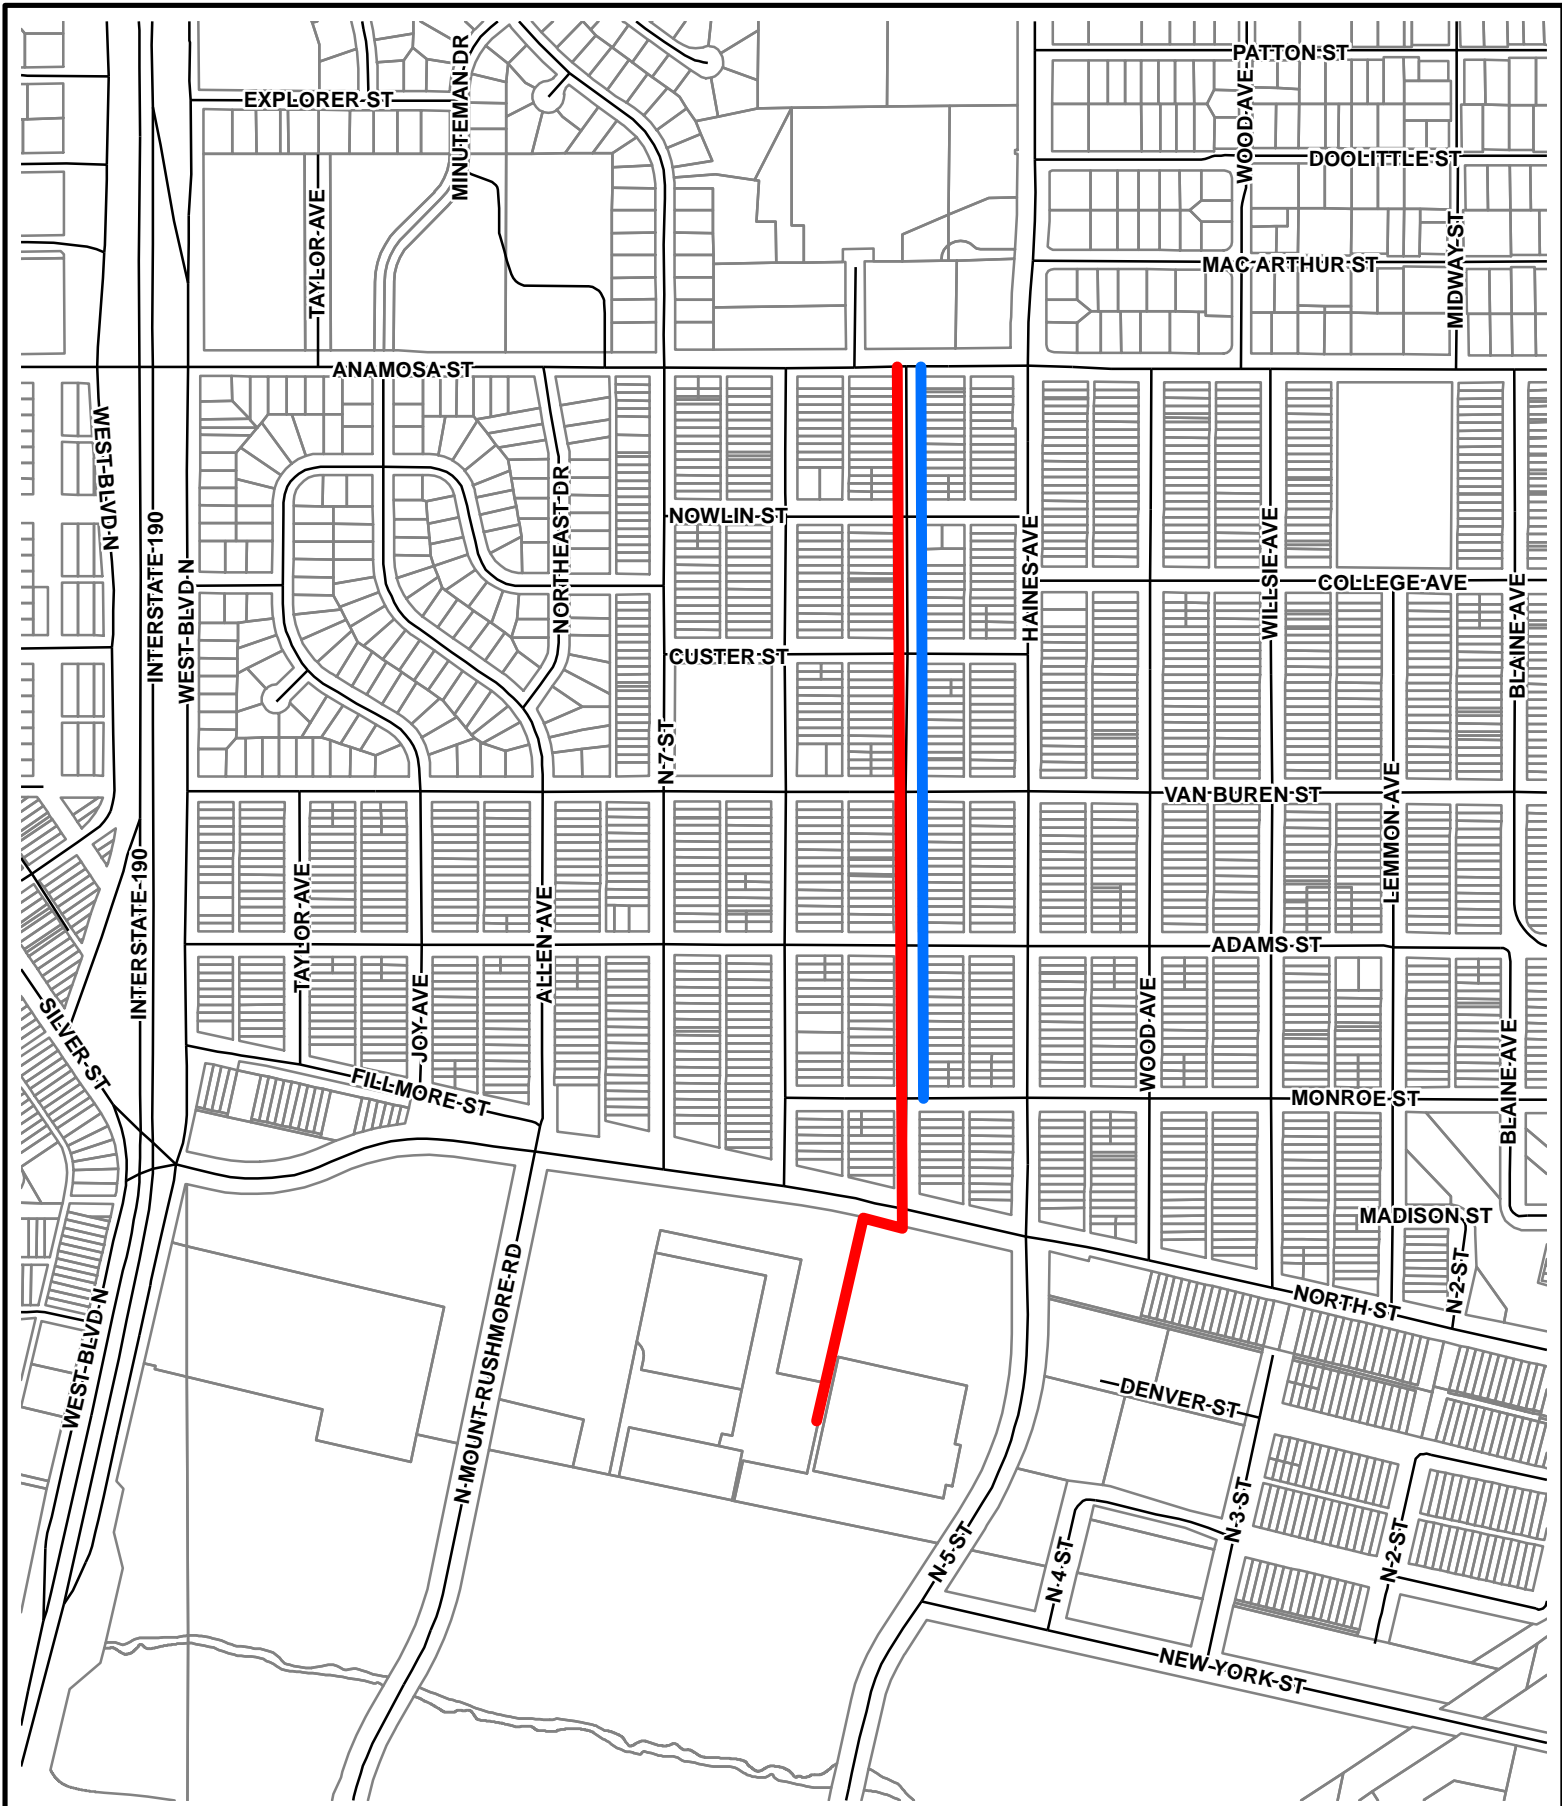 PATTON ST
EXPLORER ST
MINUTEMAN DR
WOOD AVE
DOOLITTLE ST
TAYLOR AVE
MIDWAY ST
MAC ARTHUR ST
ANAMOSA ST
WEST BLVD N
NORTHEAST DR
NOWLIN ST
INTERSTATE 190
WEST BLVD N
HAINES AVE
WILLSIE AVE
COLLEGE AVE
BLAINE AVE
CUSTER ST
N 7 ST
VAN BUREN ST
LEMMON AVE
INTERSTATE 190
TAYLOR AVE
ALLEN AVE
ADAMS ST
JOY AVE
WOOD AVE
SILVER ST
FILLMORE ST
MONROE ST
BLAINE AVE
MADISON ST
N MOUNT RUSHMORE RD
N 2 ST
NORTH ST
WEST BLVD N
DENVER ST
N 3 ST
N 5 ST
N 4 ST
N 2 ST
NEW YORK ST